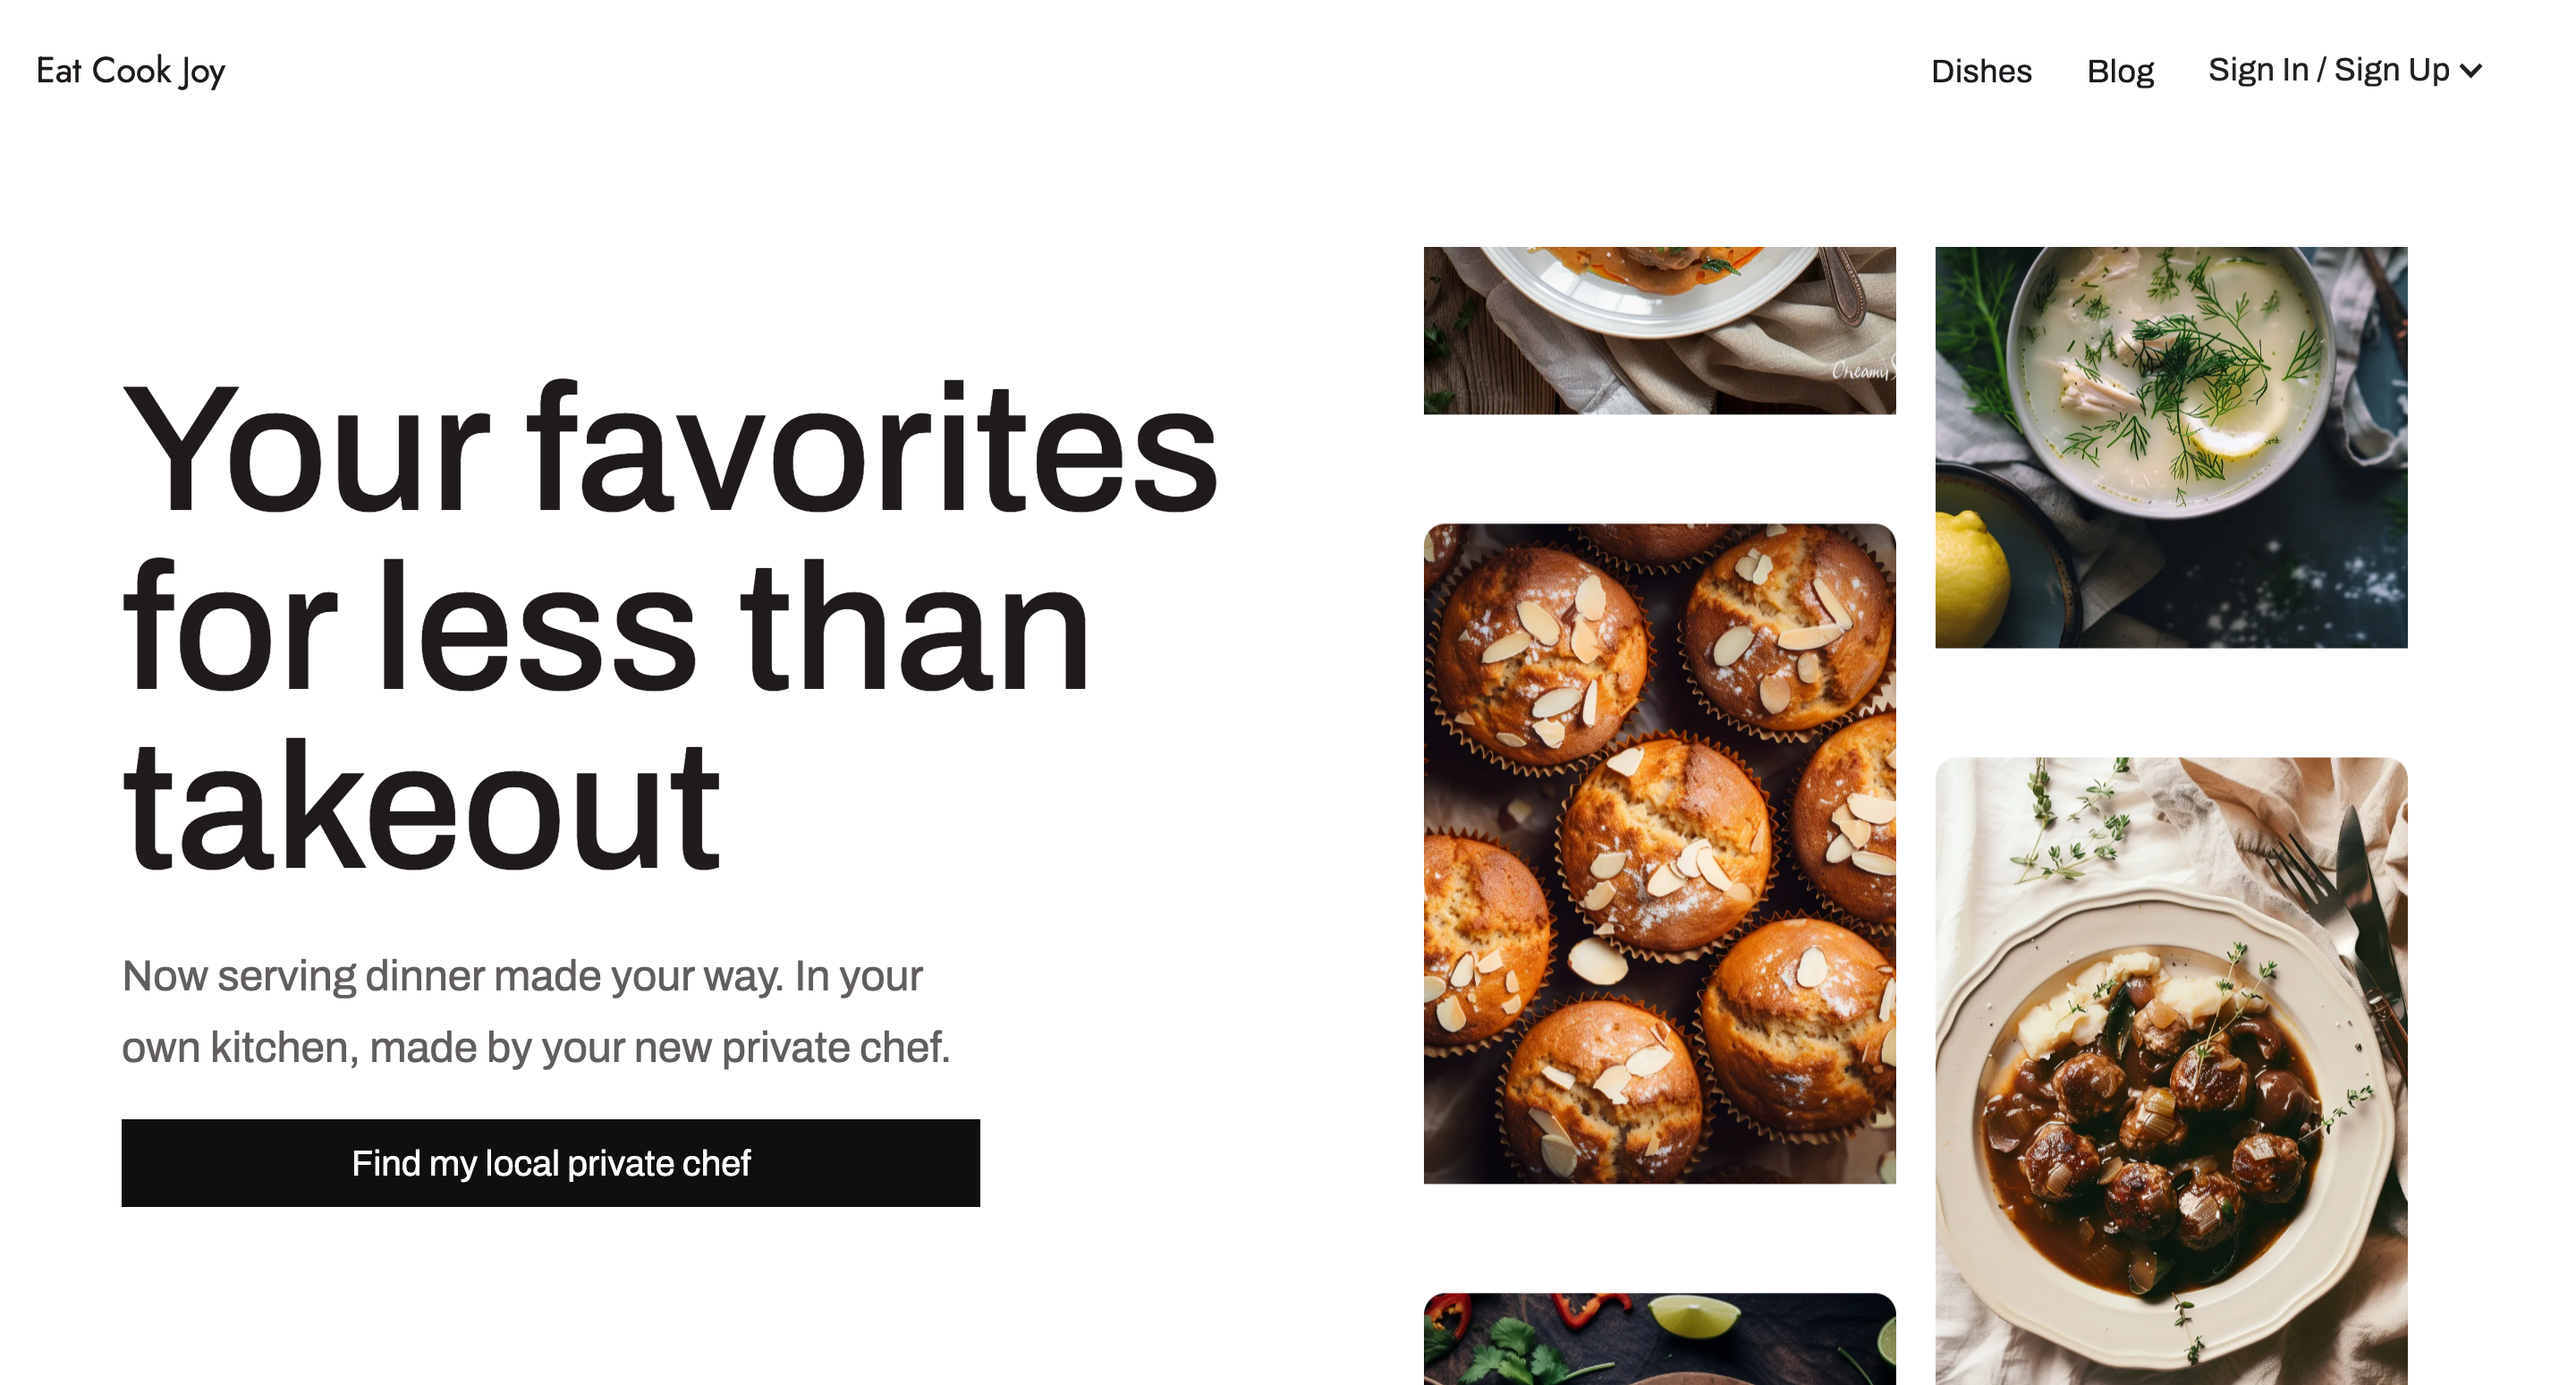 Eat Cook Joy
Dishes
Blog
Sign In / Sign Up
Your favorites
for less than
takeout
Now serving dinner made your way. In your
own kitchen, made by your new private chef.
Find my local private chef
Creamy